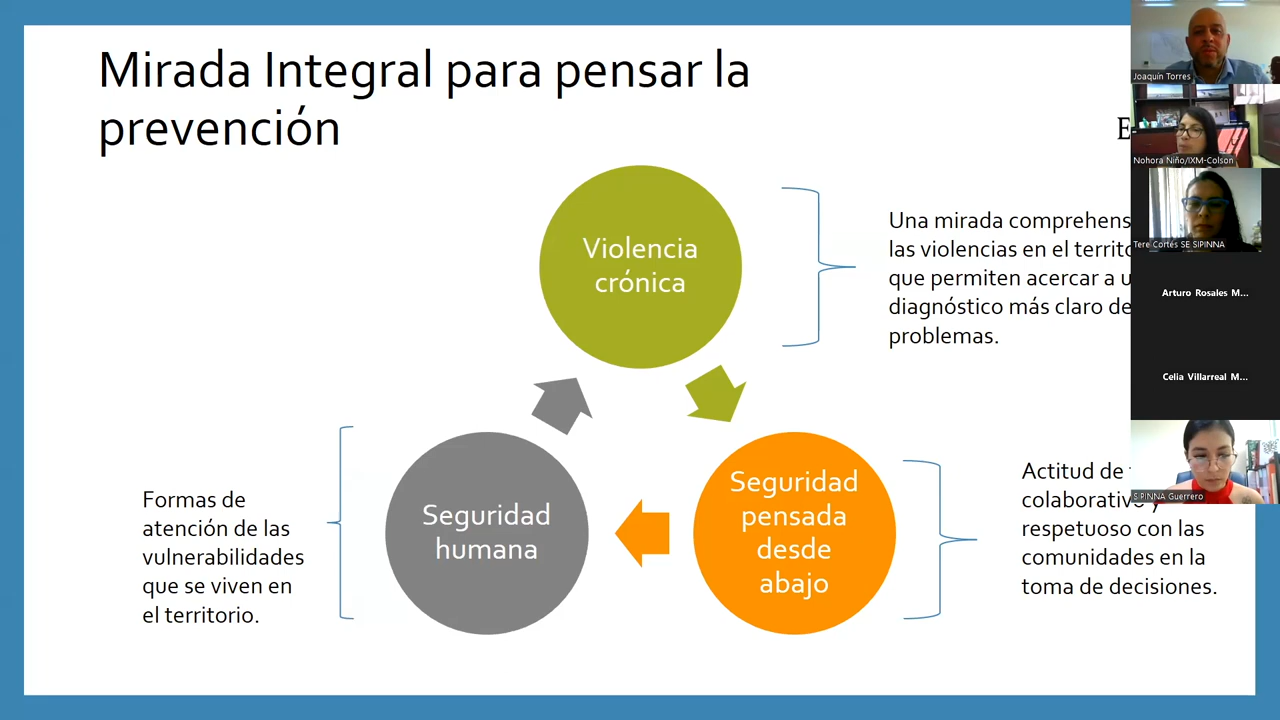 Mirada Integral para pensar la
prevención
E
Violencia
crónica
Una mirada
las violencias en el
que permiten acercar a
diagnóstico más claro
problemas.
Seguridad
pensada
desde
abajo
Actitud de
colaborativo y
respetuoso con las
comunidades en la
toma de decisiones.
Seguridad
humana
Formas de
atención de las
vulnerabilidades
que se viven en
el territorio.
Joaquín Torres
Nohora Niño/IXM-Colson
Tere Cortés SE SIPINNA
Arturo Rosales M...
Celia Villarreal M...
SIPINNA Guerrero